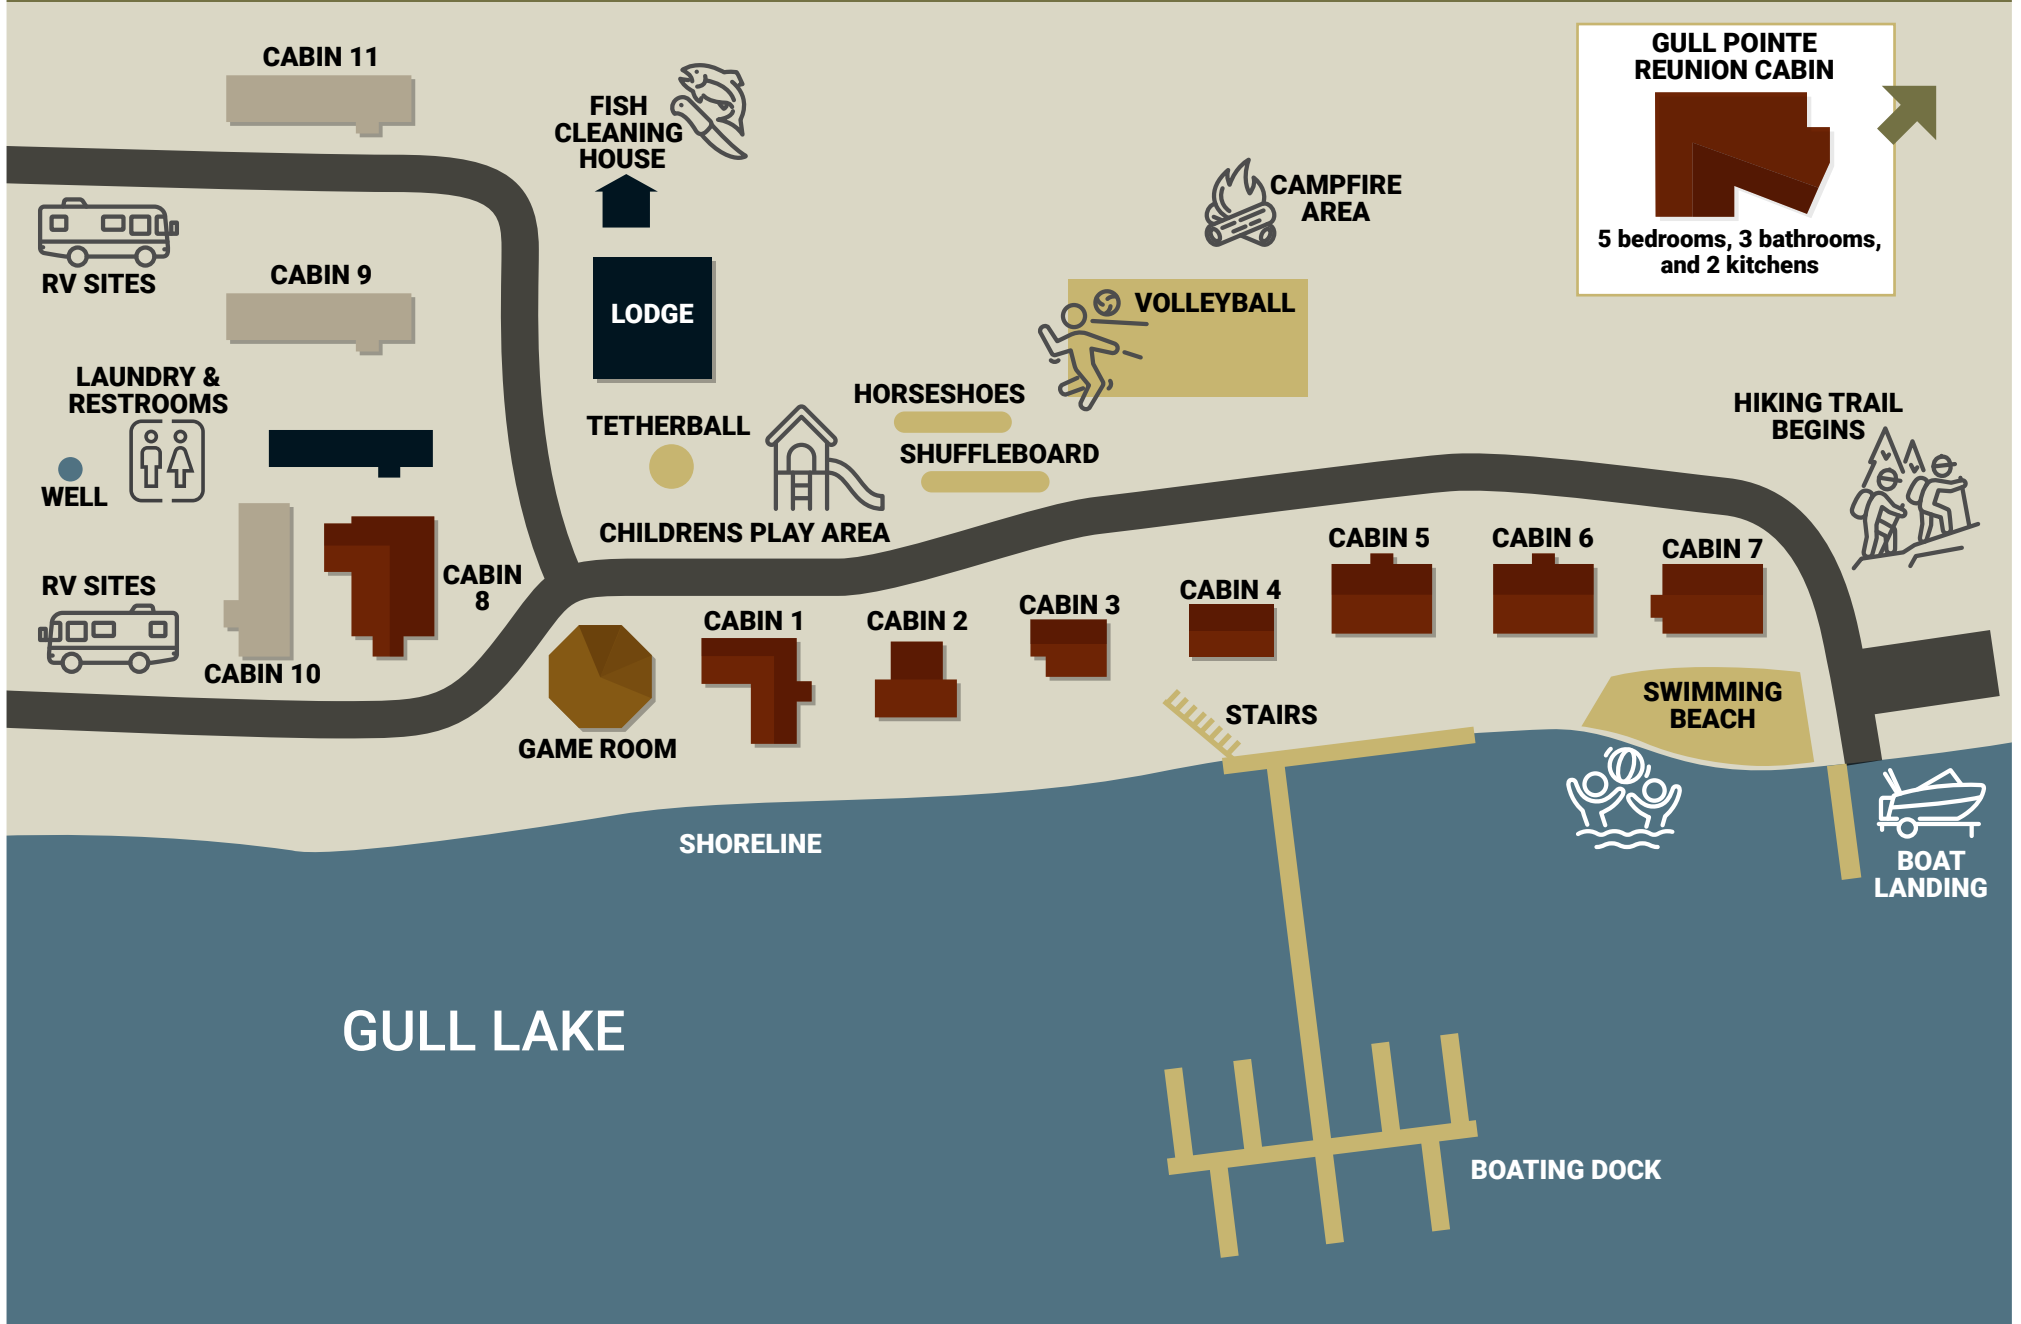 CABIN 11
GULL POINTE
REUNION CABIN
5 bedrooms, 3 bathrooms,
and 2 kitchens
FISH
CLEANING
HOUSE
CAMPFIRE
AREA
RV SITES
CABIN 9
LODGE
VOLLEYBALL
LAUNDRY &
RESTROOMS
HORSESHOES
HIKING TRAIL
BEGINS
TETHERBALL
SHUFFLEBOARD
WELL
CHILDRENS PLAY AREA
CABIN 5
CABIN 6
CABIN 7
RV SITES
CABIN
8
CABIN 4
CABIN 3
CABIN 1
CABIN 2
CABIN 10
SWIMMING
BEACH
STAIRS
GAME ROOM
SHORELINE
BOAT
LANDING
GULL LAKE
BOATING DOCK